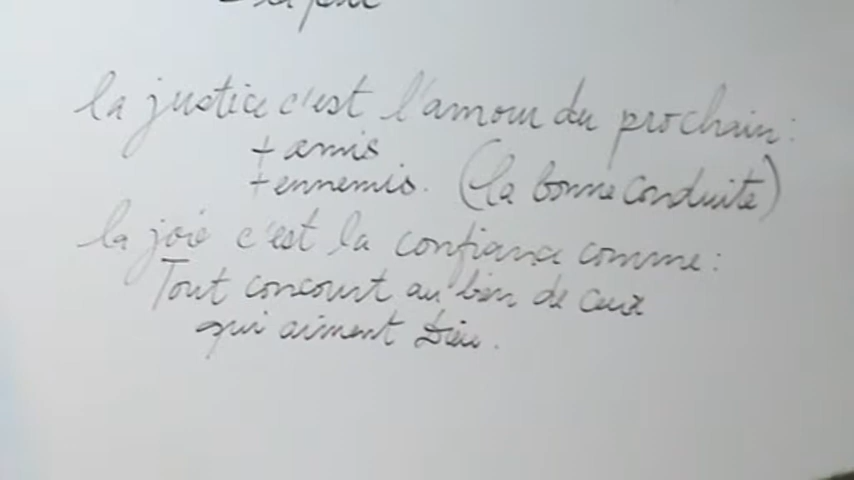 la justice c'est l'amour du prochain:
+ amis
+ ennemis. (la bonne conduite)
la joie c'est la confiance comme:
Tout concourt au bien de ceux
qui aiment Dieu.